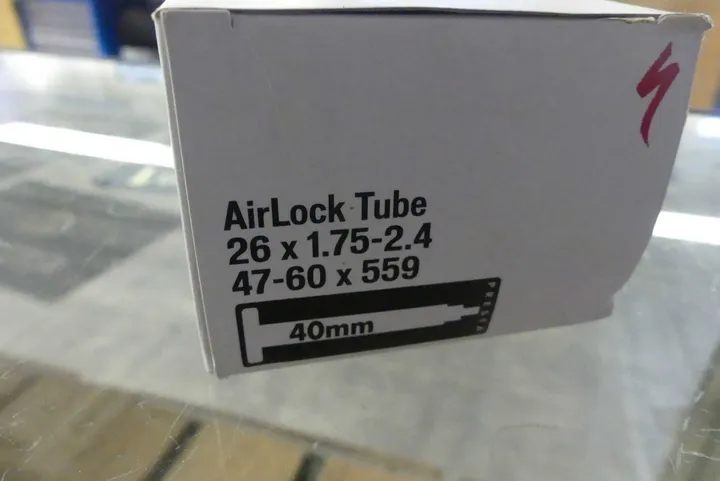 AirLock Tube
26 x 1.75-2.4
47-60 x 559
40mm
PRESTA